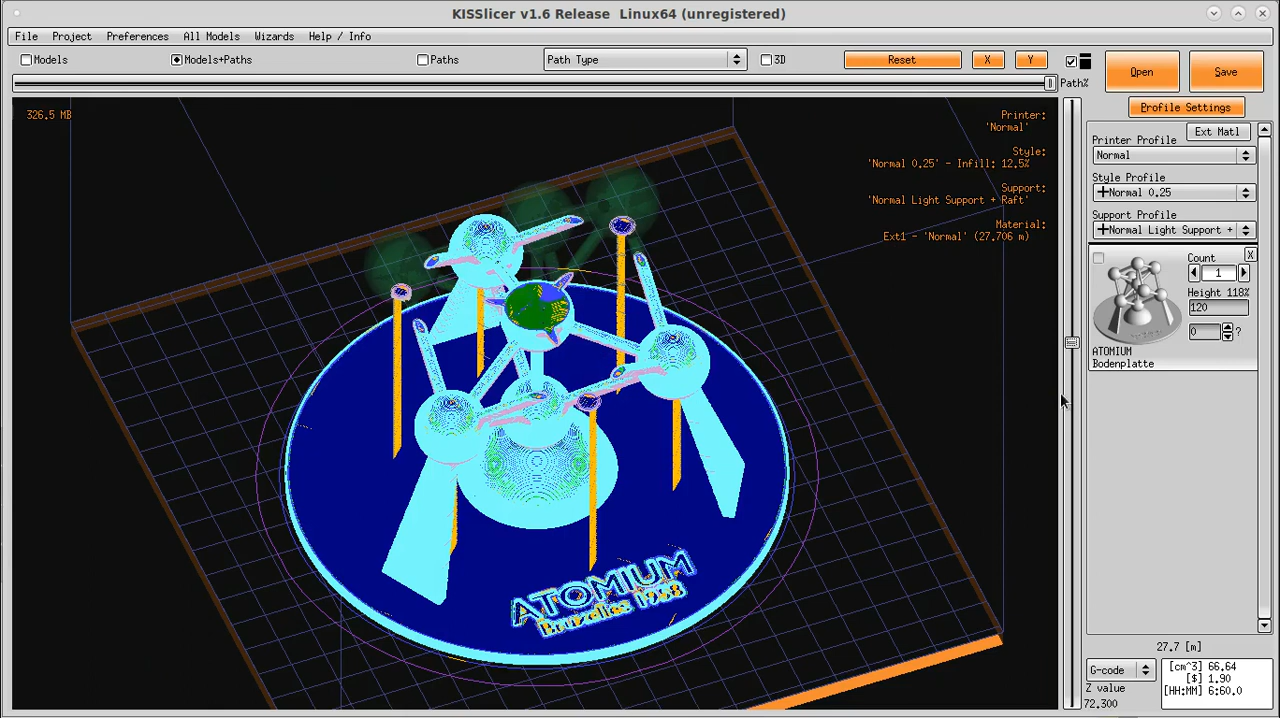 KISSlicer v1.6 Release Linux64 (unregistered)
File Project Preferences All Models Wizards Help / Info
Models Models+Paths Paths Path Type 3D Reset X Y
Path%
Open Save
Profile Settings
326.5 MB
Printer:
'Normal'
Style:
'Normal 0.25' - Infill: 12.5%
Support:
'Normal Light Support + Raft'
Material:
Ext1 - 'Normal' (27.706 m)
Ext Matl
Printer Profile
Normal
Style Profile
+Normal 0.25
Support Profile
+Normal Light Support +
X
Count
1
Height 118%
120
0 ?
ATOMIUM
Bodenplatte
ATOMIUM
Bruxelles 1958
27.7 [m]
G-code
Z value
72.300
[cm^3] 66.64
[$] 1.90
[HH:MM] 6:60.0